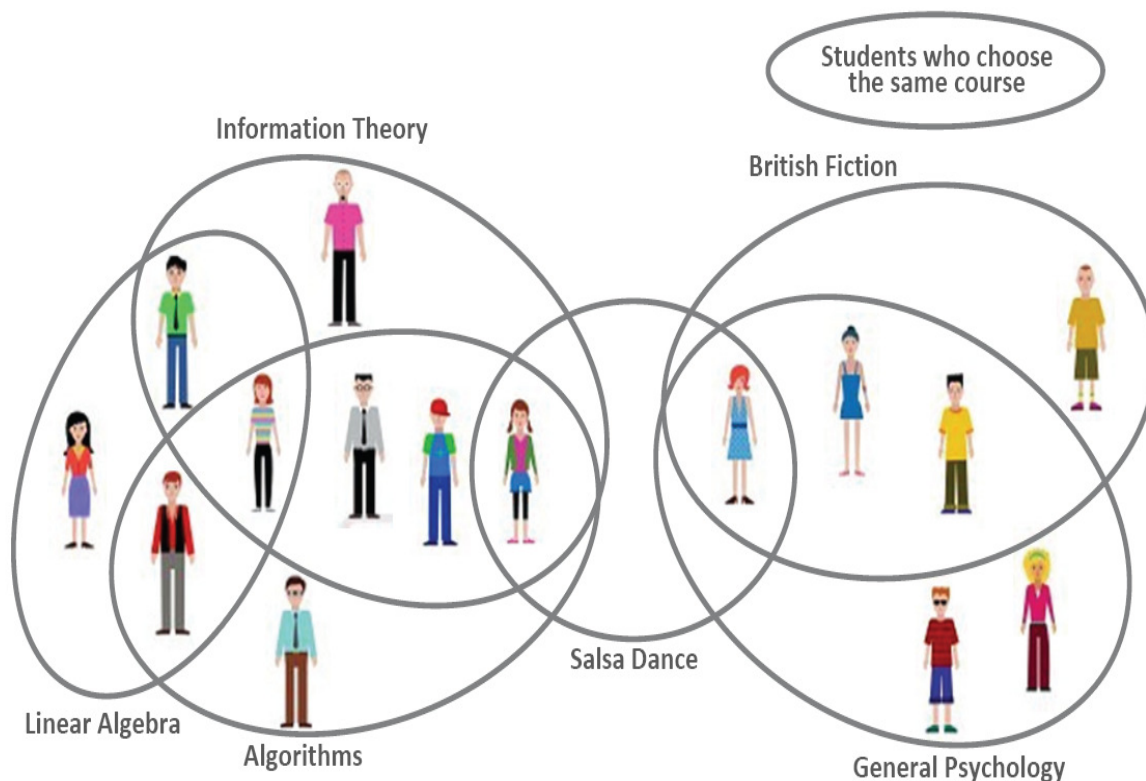 Students who choose
the same course
Information Theory
British Fiction
Salsa Dance
Linear Algebra
Algorithms
General Psychology